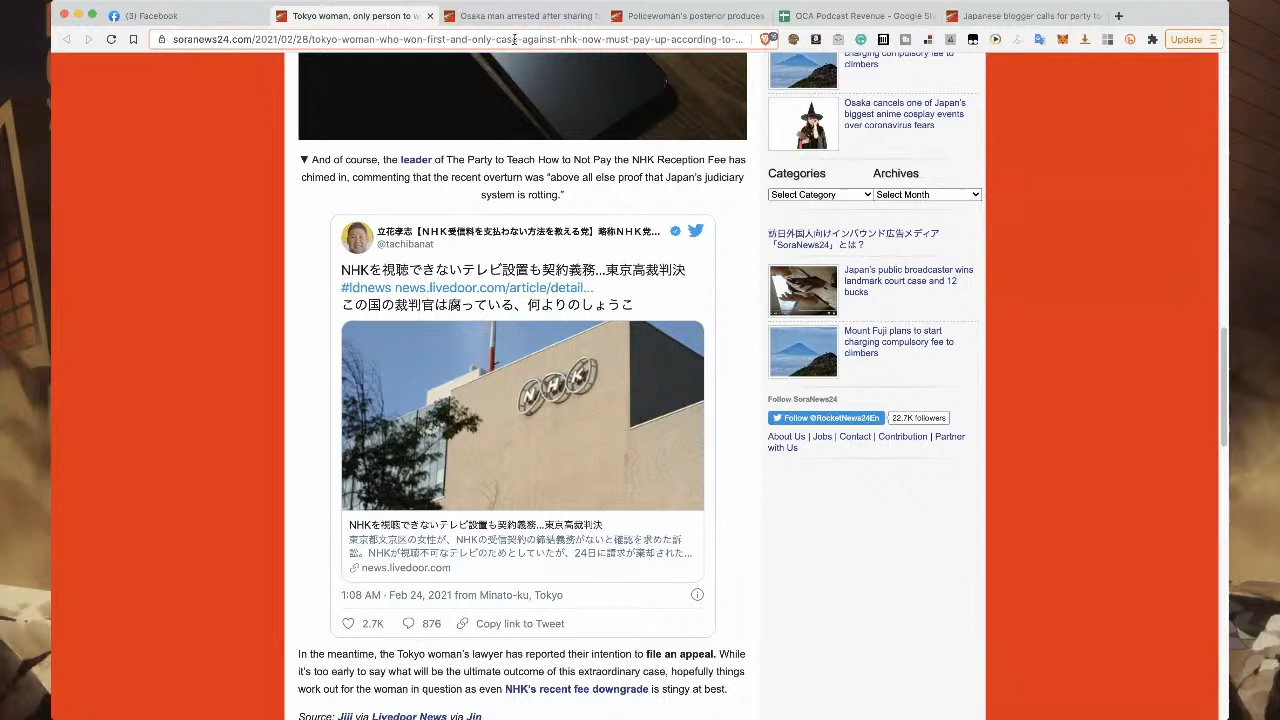 (3) Facebook
Tokyo woman, only person to w
Osaka man arrested after sharing f
Policewoman's posterior produces
OCA Podcast Revenue - Google Sh
Japanese blogger calls for party to
soranews24.com/2021/02/28/tokyo-woman-who-won-first-and-only-case-against-nhk-now-must-pay-up-according-to-...
Update
▼ And of course, the leader of The Party to Teach How to Not Pay the NHK Reception Fee has
chimed in, commenting that the recent overturn was “above all else proof that Japan’s judiciary
system is rotting.”
立花孝志【NHK受信料を支払わない方法を教える党】略称NHK党...
@tachibanat
NHKを視聴できないテレビ設置も契約義務…東京高裁判決
#ldnews news.livedoor.com/article/detail...
この国の裁判官は腐っている、何よりのしょうこ
NHK
NHKを視聴できないテレビ設置も契約義務…東京高裁判決
東京都文京区の女性が、NHKの受信契約の締結義務がないと確認を求めた訴
訟。NHKが視聴不可なテレビのためとしていたが、24日に請求が棄却された...
news.livedoor.com
1:08 AM · Feb 24, 2021 from Minato-ku, Tokyo
2.7K
876
Copy link to Tweet
In the meantime, the Tokyo woman’s lawyer has reported their intention to file an appeal. While
it’s too early to say what will be the ultimate outcome of this extraordinary case, hopefully things
work out for the woman in question as even NHK’s recent fee downgrade is stingy at best.
Source: Jiji via Livedoor News via Jin
charging compulsory fee to
climbers
Osaka cancels one of Japan’s
biggest anime cosplay events
over coronavirus fears
Categories
Archives
Select Category
Select Month
訪日外国人向けインバウンド広告メディア
「SoraNews24」とは？
Japan’s public broadcaster wins
landmark court case and 12
bucks
Mount Fuji plans to start
charging compulsory fee to
climbers
Follow SoraNews24
Follow @RocketNews24En
22.7K followers
About Us | Jobs | Contact | Contribution | Partner
with Us